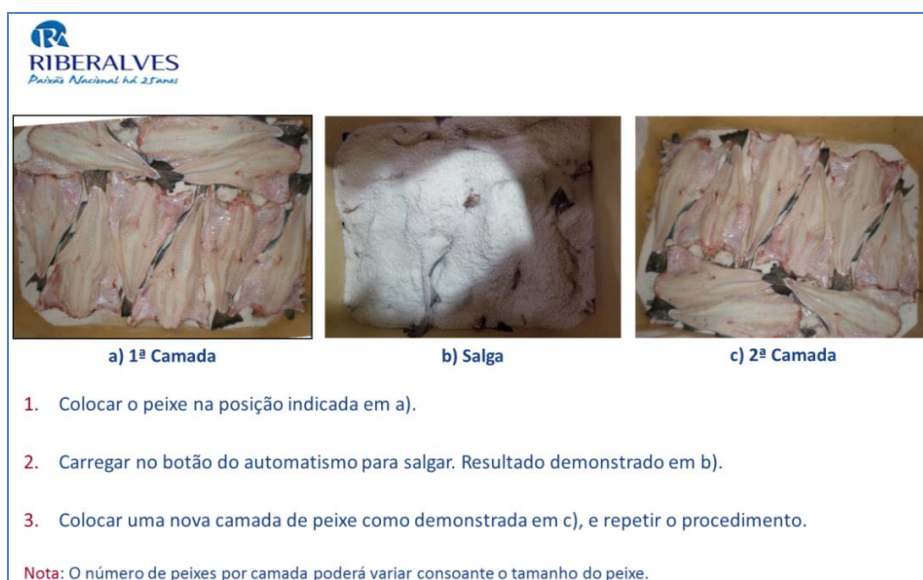 RIBERALVES
Paixão Nacional há 25 anos
a) 1ª Camada
b) Salga
c) 2ª Camada
1. Colocar o peixe na posição indicada em a).
2. Carregar no botão do automatismo para salgar. Resultado demonstrado em b).
3. Colocar uma nova camada de peixe como demonstrada em c), e repetir o procedimento.
Nota: O número de peixes por camada poderá variar consoante o tamanho do peixe.